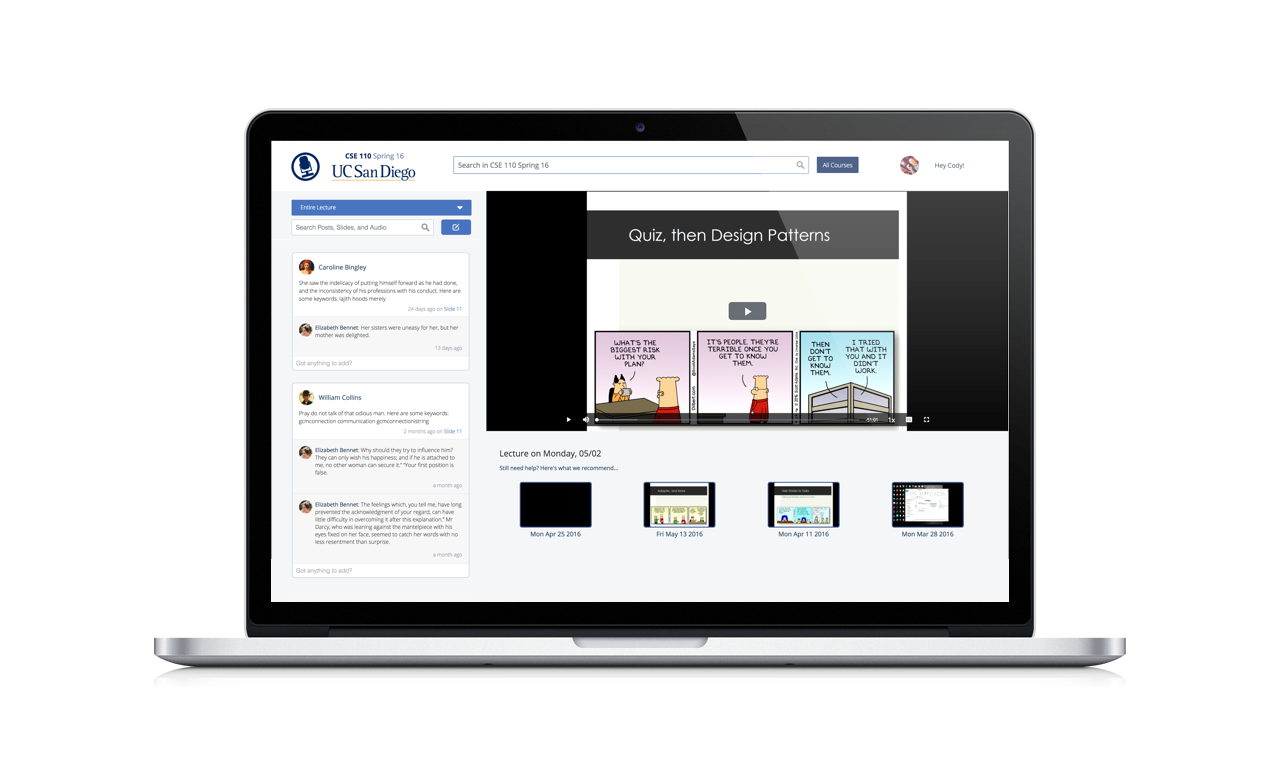 CSE 110 Spring 16
UC San Diego
Search in CSE 110 Spring 16
All Courses
Hey Cody!
Entire Lecture
Search Posts, Slides, and Audio
Caroline Bingley
She saw the indelicacy of putting himself forward as he had done,
and the inconsistency of his professions with his conduct. Here are
some keywords: lajith hoods merely
24 days ago on Slide 11
Elizabeth Bennet: Her sisters were uneasy for her, but her
mother was delighted.
13 days ago
Got anything to add?
William Collins
Pray do not talk of that odious man. Here are some keywords:
gcmconnection communication gcmconnectionstring
2 months ago on Slide 11
Elizabeth Bennet: Why should they try to influence him?
They can only wish his happiness; and if he is attached to
me, no other woman can secure it." "Your first position is
false.
a month ago
Elizabeth Bennet: The feelings which, you tell me, have long
prevented the acknowledgment of your regard, can have
little difficulty in overcoming it after this explanation." Mr
Darcy, who was leaning against the mantelpiece with his
eyes fixed on her face, seemed to catch her words with no
less resentment than surprise.
a month ago
Got anything to add?
Quiz, then Design Patterns
WHAT'S THE
BIGGEST RISK
WITH YOUR
PLAN?
Dilbert.com
@ScottAdamsSays
IT'S PEOPLE. THEY'RE
TERRIBLE ONCE YOU
GET TO KNOW
THEM.
THEN
DON'T
GET TO
KNOW
THEM.
I TRIED
THAT WITH
YOU AND IT
DIDN'T
WORK.
1x
Lecture on Monday, 05/02
Still need help? Here's what we recommend...
Mon Apr 25 2016
Fri May 13 2016
Mon Apr 11 2016
Mon Mar 28 2016